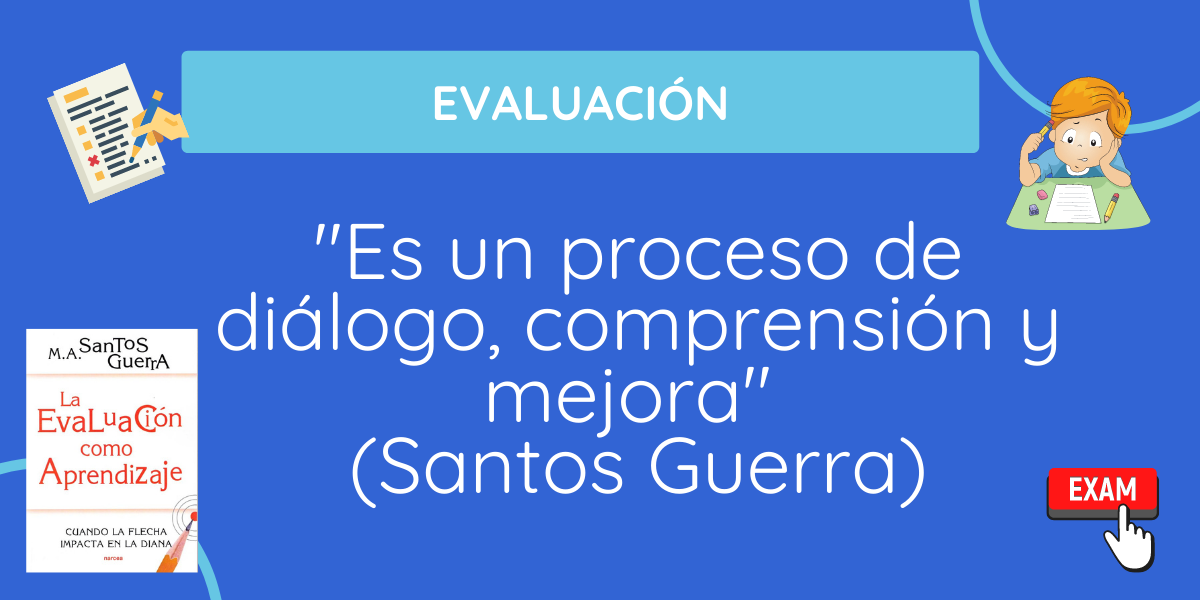 EVALUACIÓN
"Es un proceso de
diálogo, comprensión y
mejora"
(Santos Guerra)
M.A. Santos
Guerra
La
Evaluación
como
Aprendizaje
CUANDO LA FLECHA
IMPACTA EN LA DIANA
narcea
EXAM